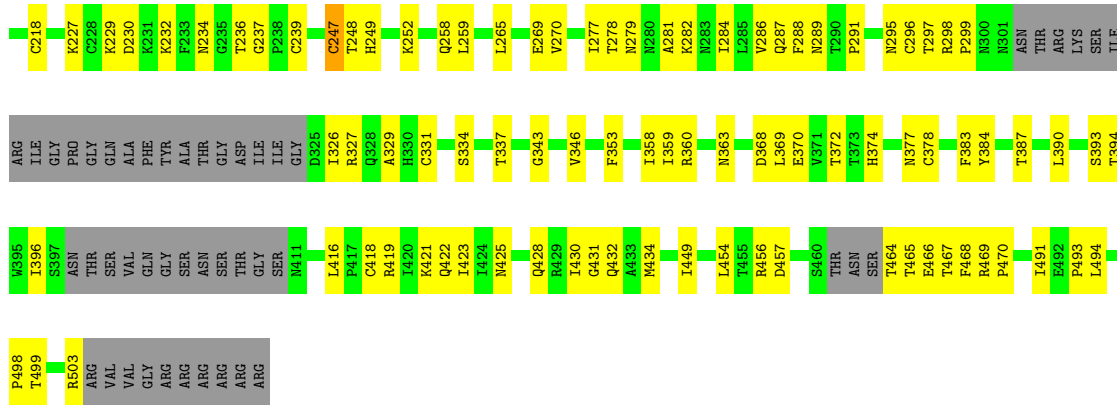 C218 K227 C228 K229 D230 K231 K232 F233 N234 G235 T236 G237 P238 C239 C247 T248 H249 K252 Q258 L259 L265 E269 V270 I277 T278 N279 N280 A281 K282 N283 I284 L285 V286 Q287 F288 N289 T290 P291 N295 C296 T297 R298 P299 N300 N301 ASN THR ARG LYS SER ILE
ARG ILE GLY PRO GLY GLN ALA PHE TYR ALA THR GLY ASP ILE ILE GLY D325 I326 R327 Q328 A329 H330 C331 S334 T337 G343 V346 F353 I358 I359 R360 N363 D368 L369 E370 V371 T372 T373 H374 N377 C378 F383 Y384 T387 L390 S393 T394
W395 I396 S397 ASN THR SER VAL GLN GLY SER ASN SER THR GLY SER N411 L416 P417 C418 R419 I420 K421 Q422 I423 I424 N425 Q428 R429 I430 G431 Q432 A433 M434 I449 L454 T455 R456 D457 S460 THR ASN SER T464 T465 E466 T467 F468 R469 P470 I491 E492 P493 L494
P498 T499 R503 ARG VAL VAL GLY ARG ARG ARG ARG ARG